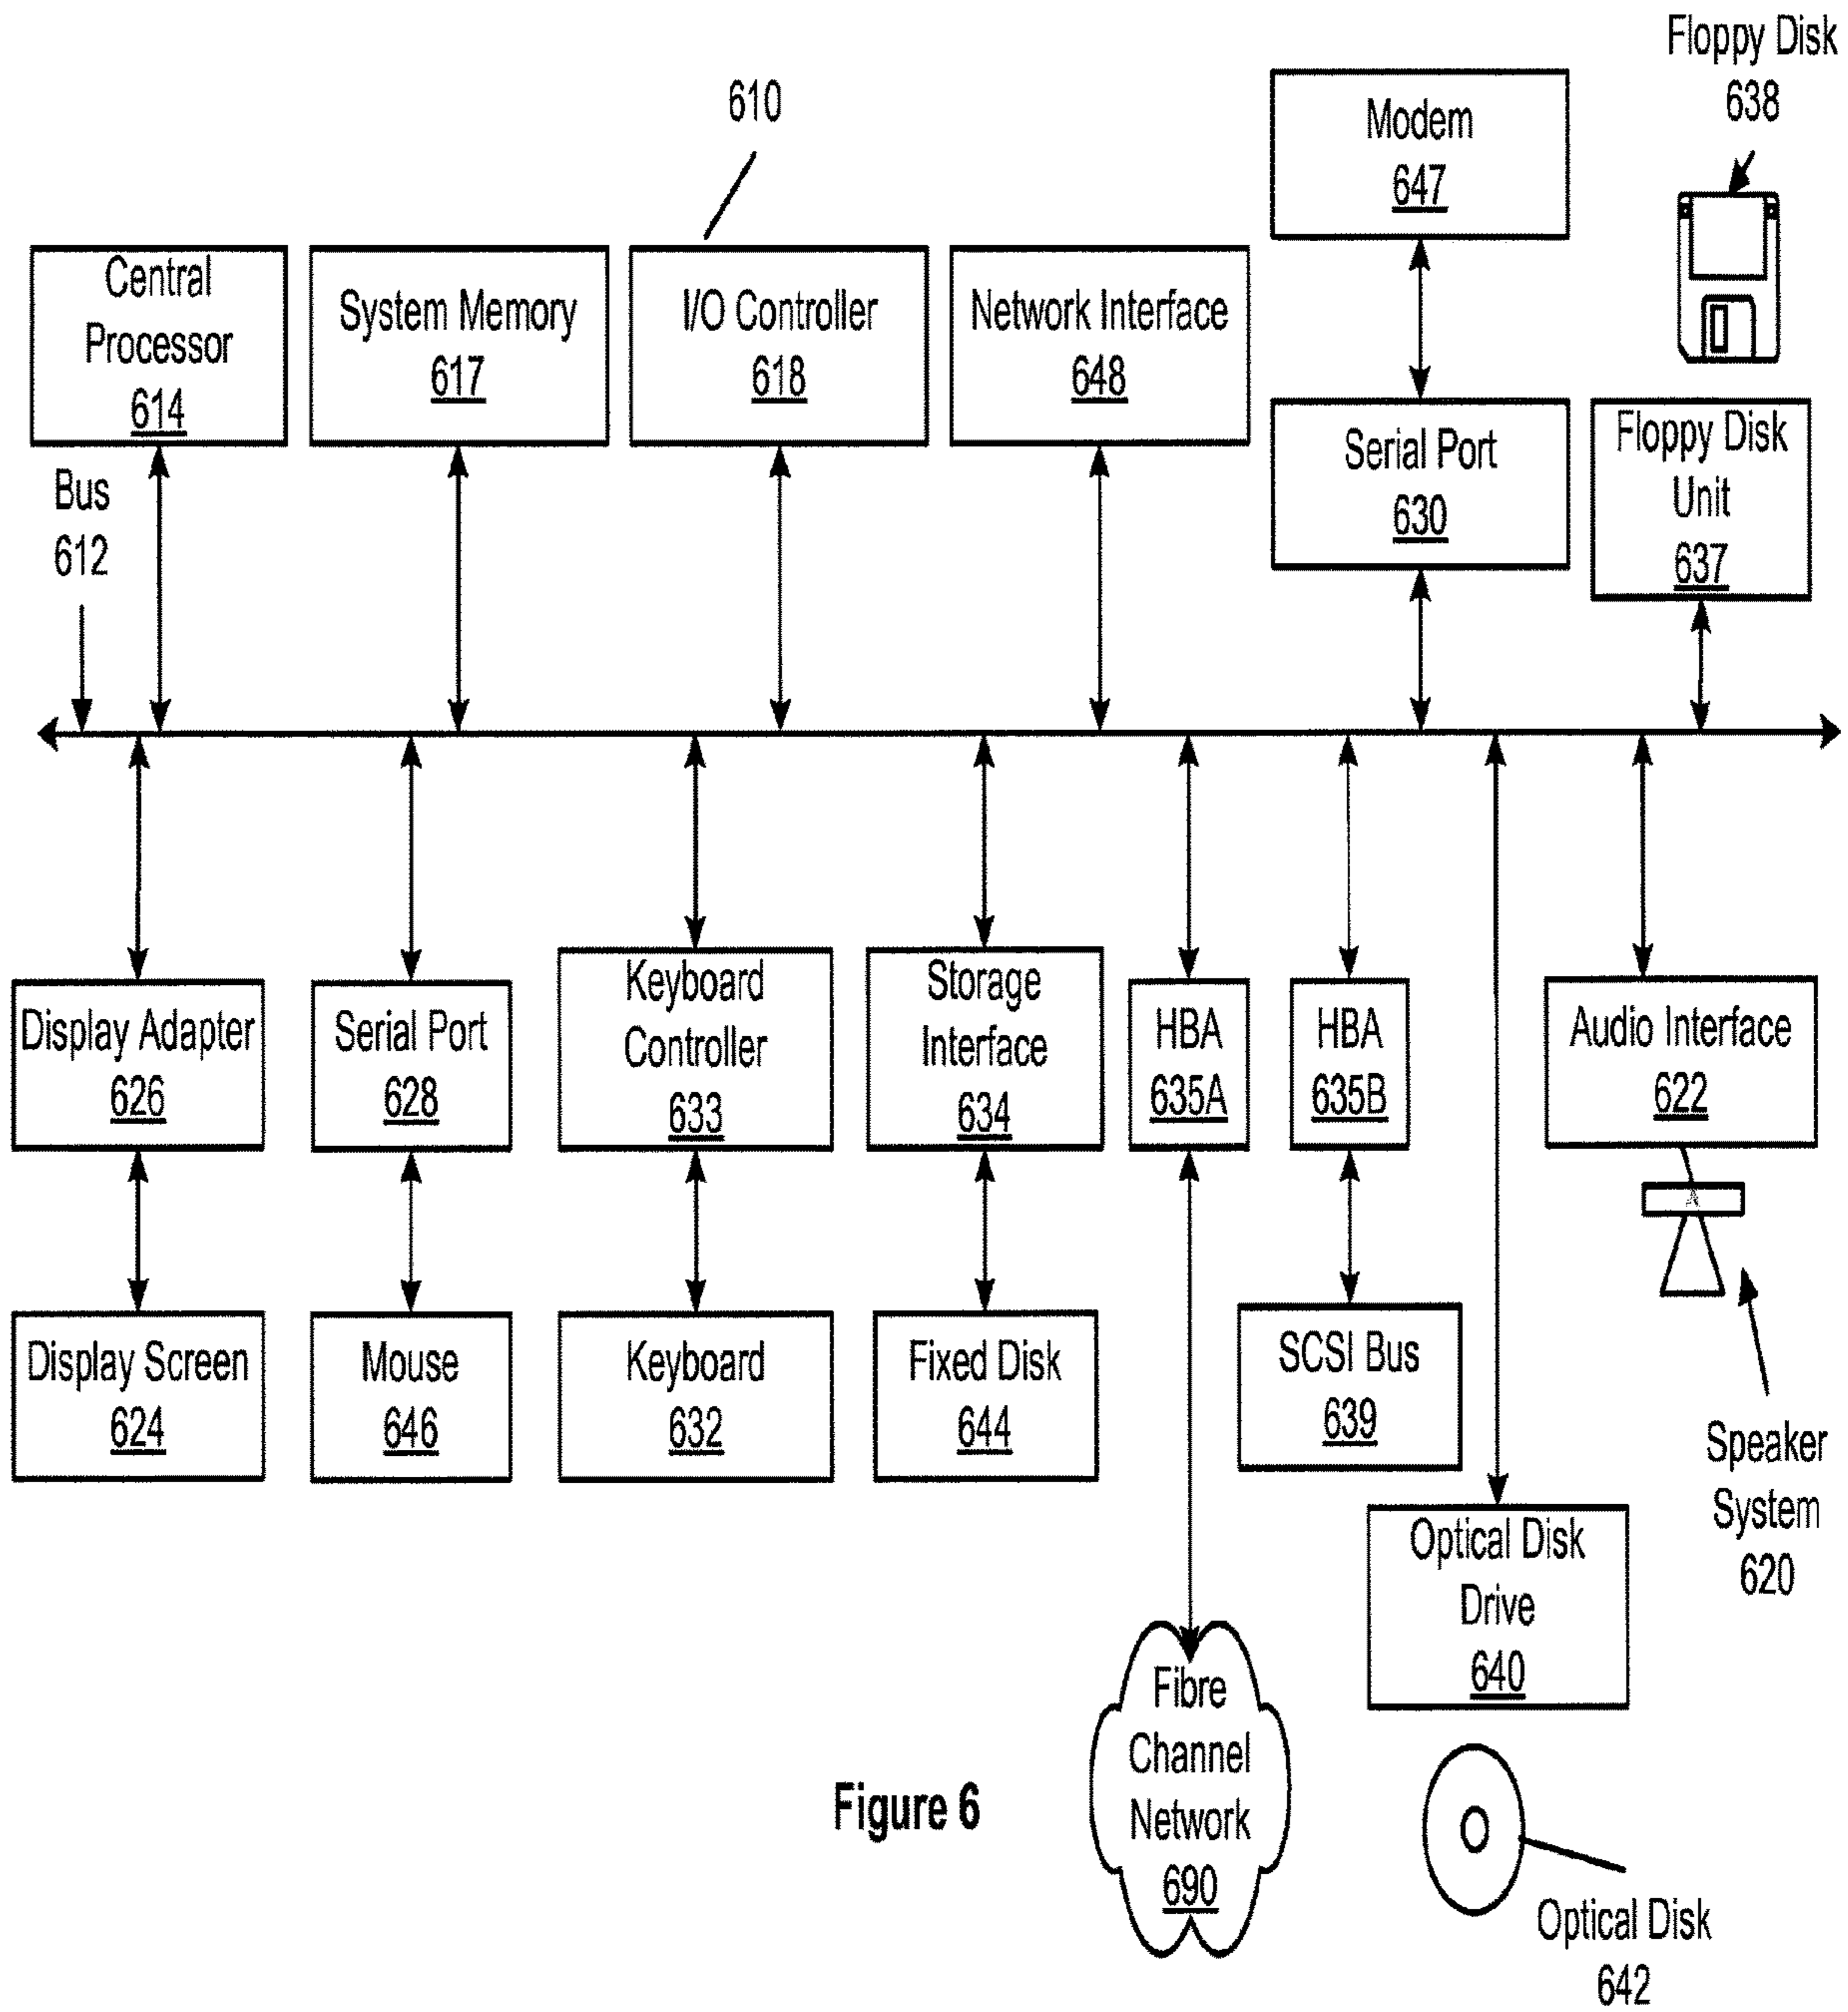 Floppy Disk
638
610
Modem
647
Central
Processor
614
System Memory
617
I/O Controller
618
Network Interface
648
Serial Port
630
Floppy Disk
Unit
637
Bus
612
Display Adapter
626
Serial Port
628
Keyboard
Controller
633
Storage
Interface
634
HBA
635A
HBA
635B
Audio Interface
622
Display Screen
624
Mouse
646
Keyboard
632
Fixed Disk
644
SCSI Bus
639
Speaker
System
620
Optical Disk
Drive
640
Fibre
Channel
Network
690
Figure 6
Optical Disk
642